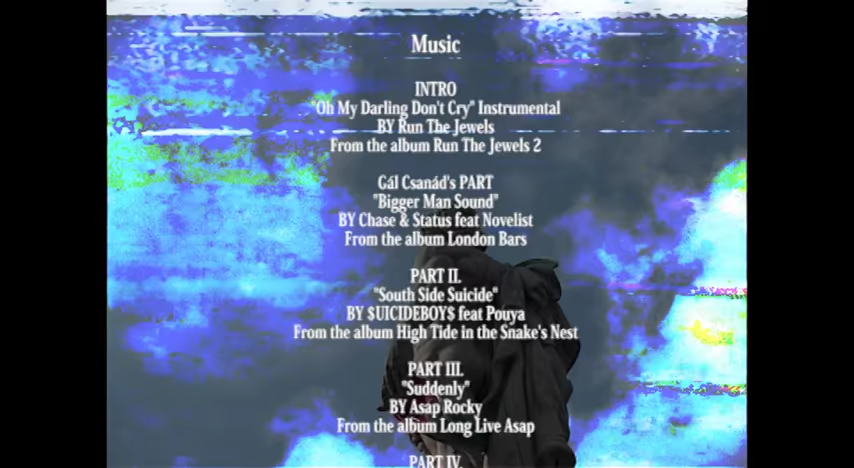 Music
INTRO
"Oh My Darling Don't Cry" Instrumental
BY Run The Jewels
From the album Run The Jewels 2
Gál Csanád's PART
"Bigger Man Sound"
BY Chase & Status feat Novelist
From the album London Bars
PART II.
"South Side Suicide"
BY $UICIDEBOY$ feat Pouya
From the album High Tide in the Snake's Nest
PART III.
"Suddenly"
BY Asap Rocky
From the album Long Live Asap
PART IV.